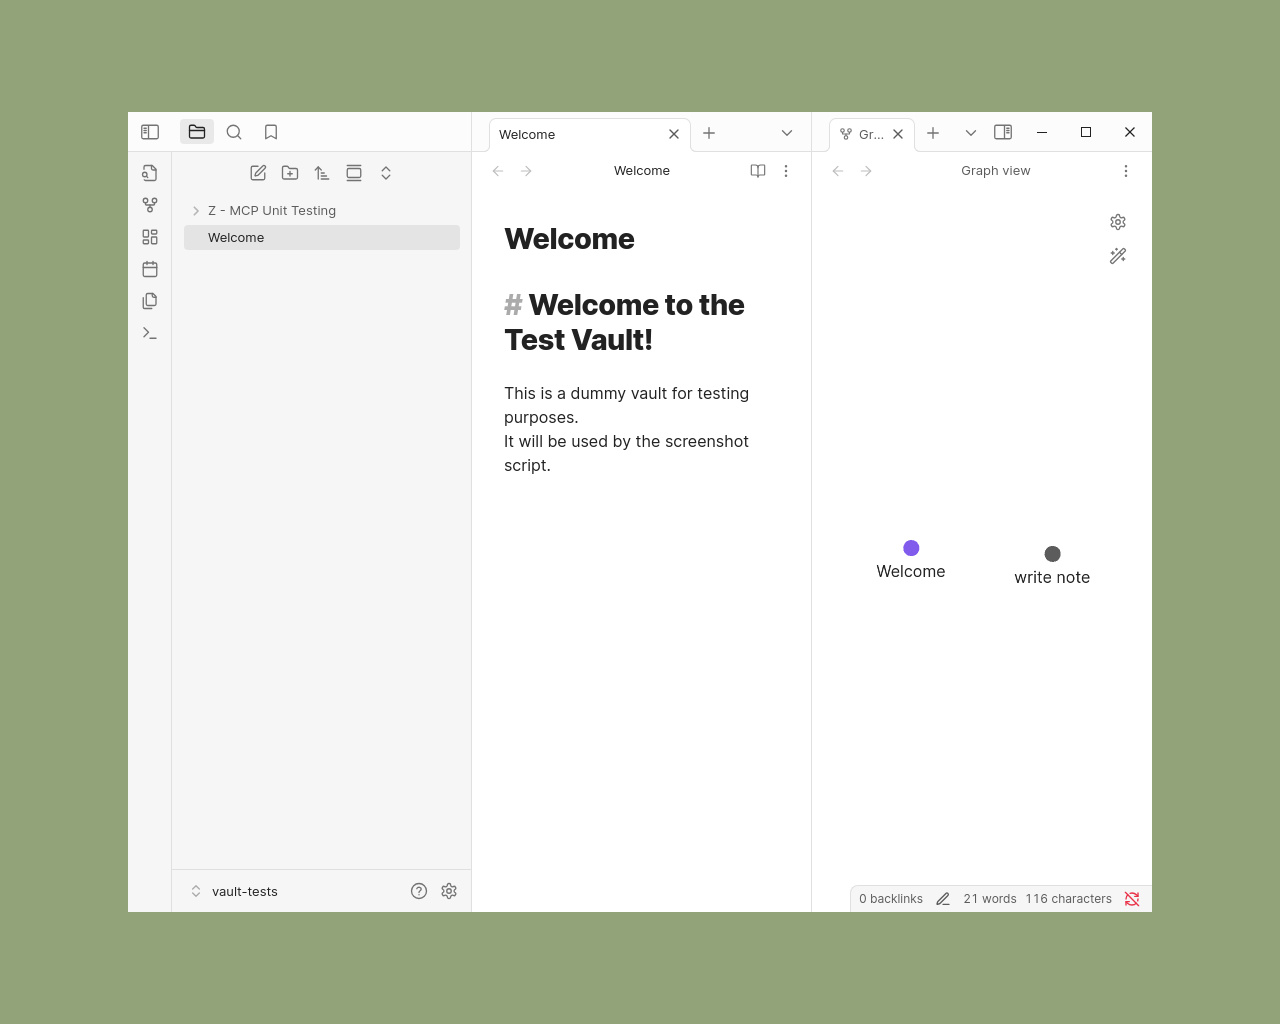 Welcome
Gr...
Welcome
Graph view
Z - MCP Unit Testing
Welcome
Welcome
# Welcome to the
Test Vault!
This is a dummy vault for testing
purposes.
It will be used by the screenshot
script.
Welcome
write note
vault-tests
0 backlinks
21 words
116 characters